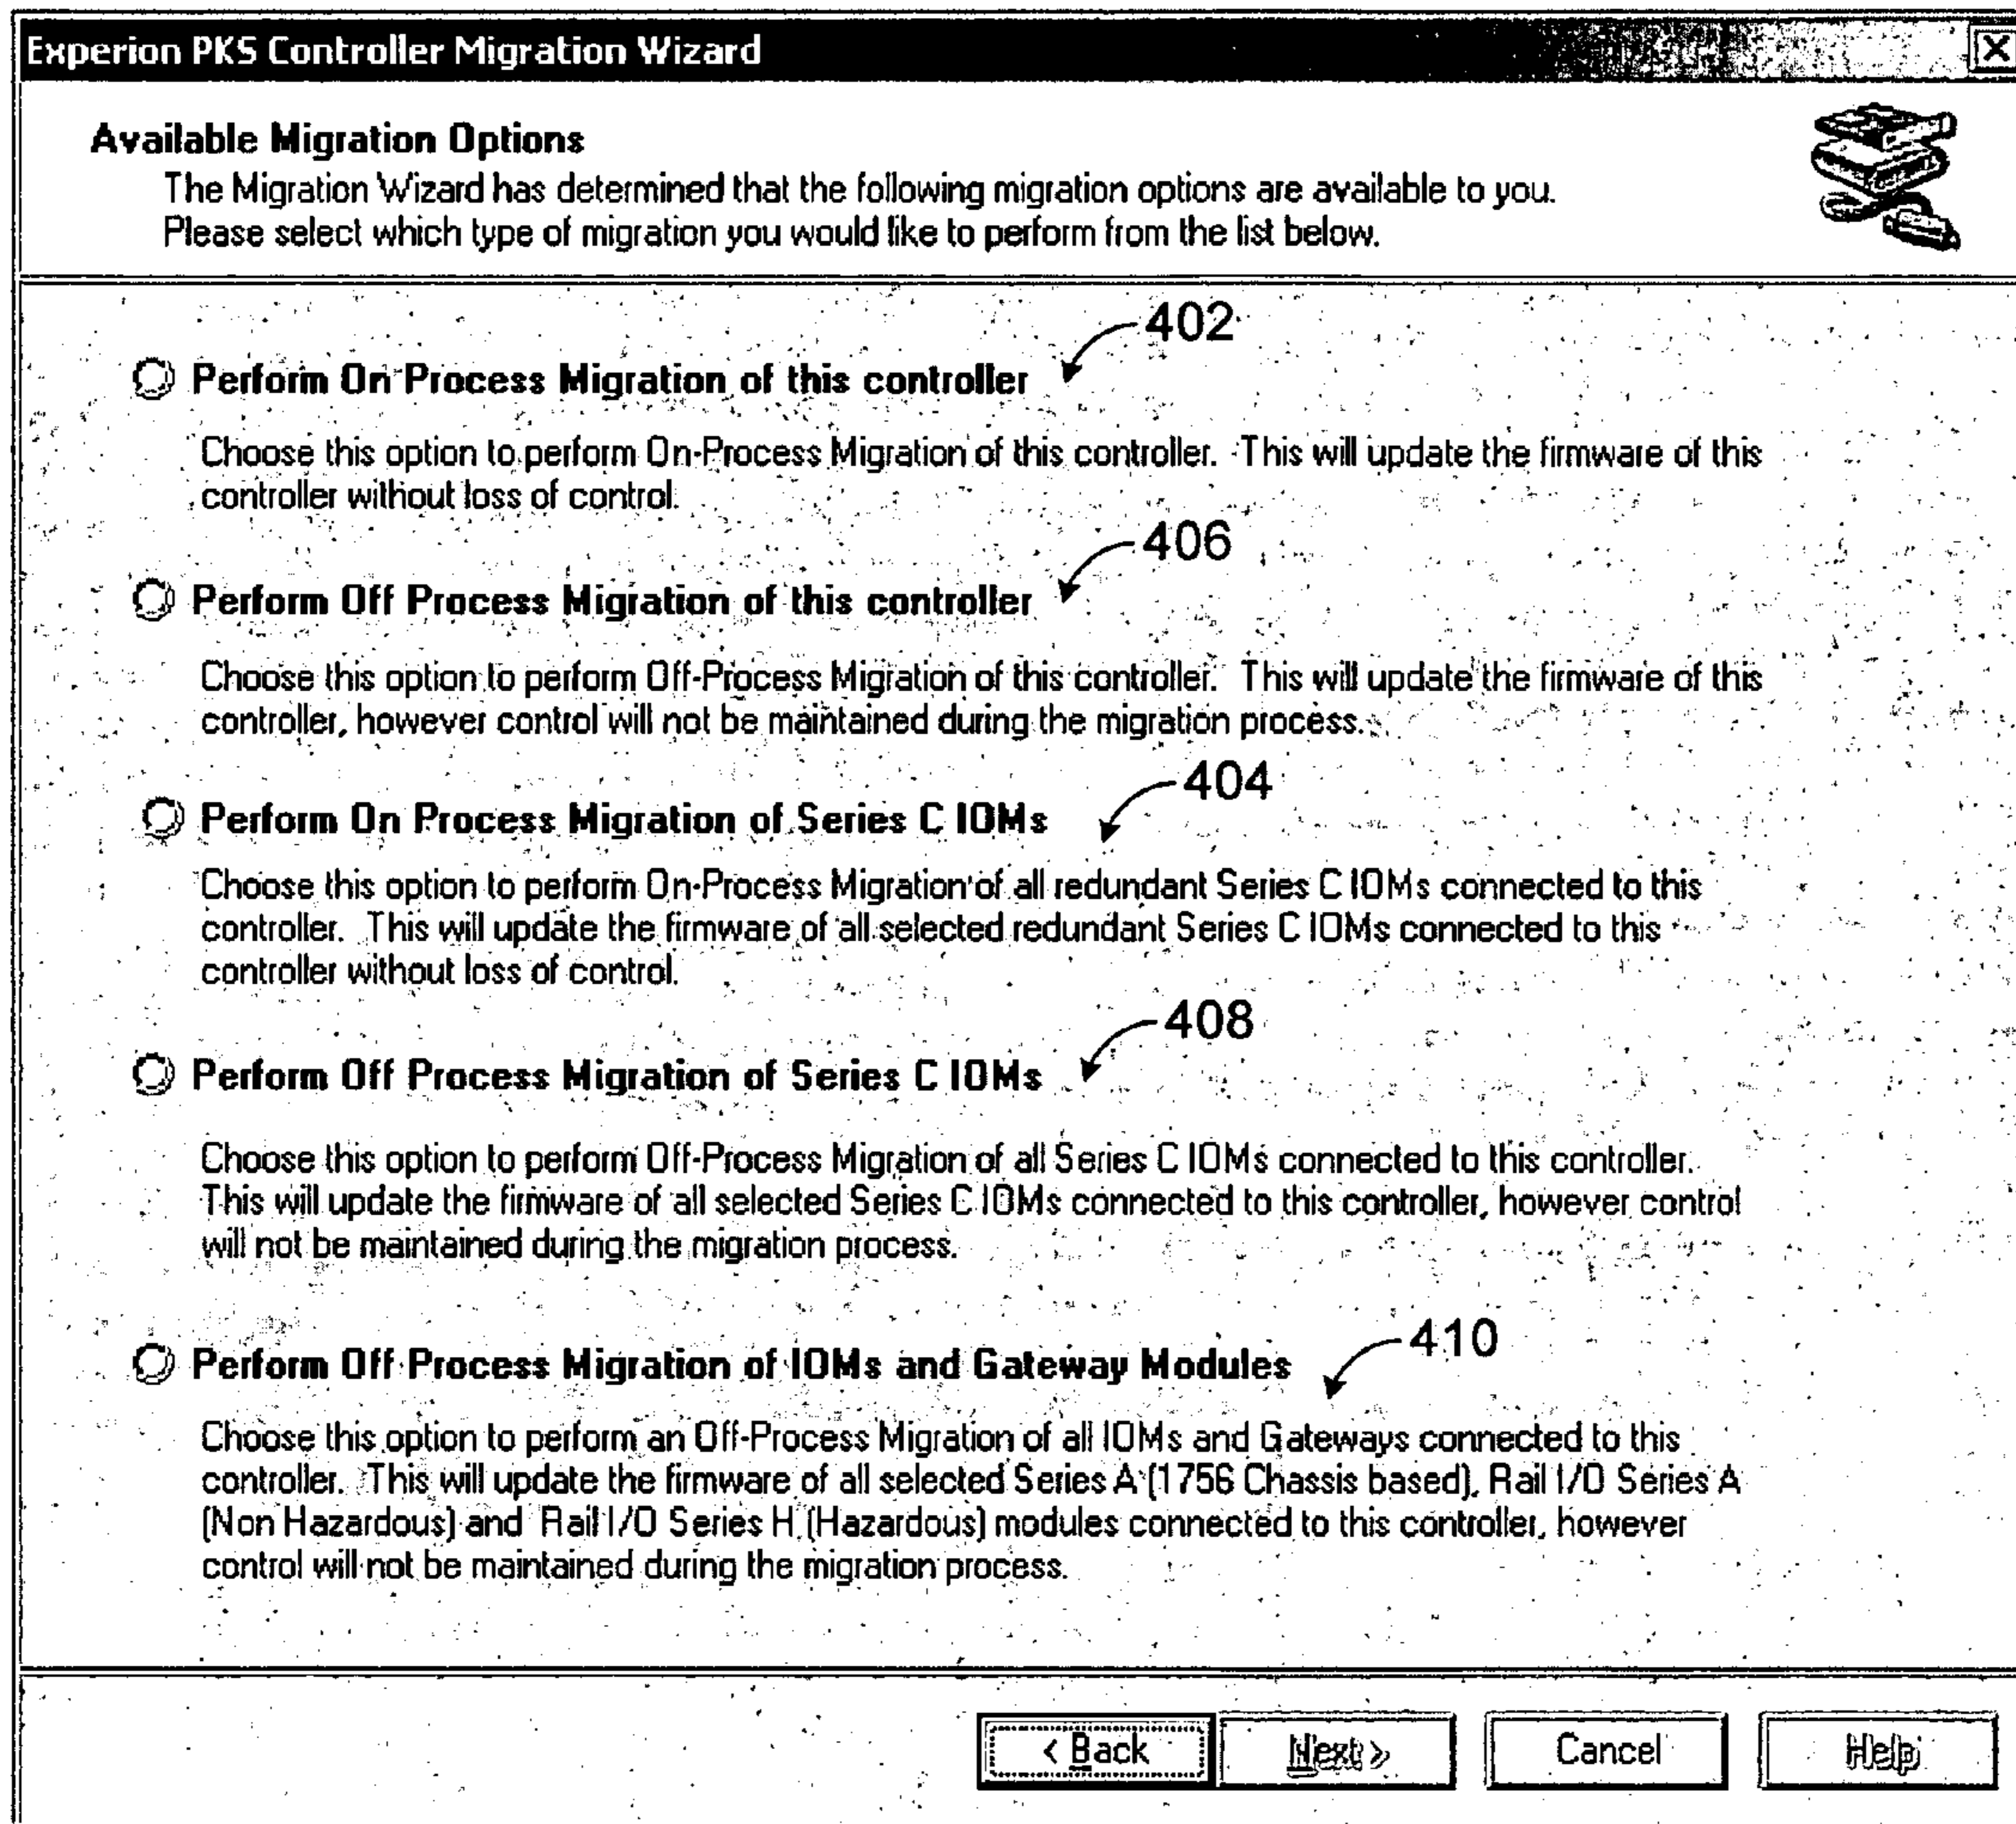 Experion PKS Controller Migration Wizard
Available Migration Options
The Migration Wizard has determined that the following migration options are available to you.
Please select which type of migration you would like to perform from the list below.
402
Perform On Process Migration of this controller
Choose this option to perform On-Process Migration of this controller. This will update the firmware of this
controller without loss of control.
406
Perform Off Process Migration of this controller
Choose this option to perform Off-Process Migration of this controller. This will update the firmware of this
controller, however control will not be maintained during the migration process.
404
Perform On Process Migration of Series C IOMs
Choose this option to perform On-Process Migration of all redundant Series C IOMs connected to this
controller. This will update the firmware of all selected redundant Series C IOMs connected to this
controller without loss of control.
408
Perform Off Process Migration of Series C IOMs
Choose this option to perform Off-Process Migration of all Series C IOMs connected to this controller.
This will update the firmware of all selected Series C IOMs connected to this controller, however control
will not be maintained during the migration process.
410
Perform Off Process Migration of IOMs and Gateway Modules
Choose this option to perform an Off-Process Migration of all IOMs and Gateways connected to this
controller. This will update the firmware of all selected Series A (1756 Chassis based), Rail I/O Series A
(Non Hazardous) and Rail I/O Series H (Hazardous) modules connected to this controller, however
control will not be maintained during the migration process.
< Back Next > Cancel Help